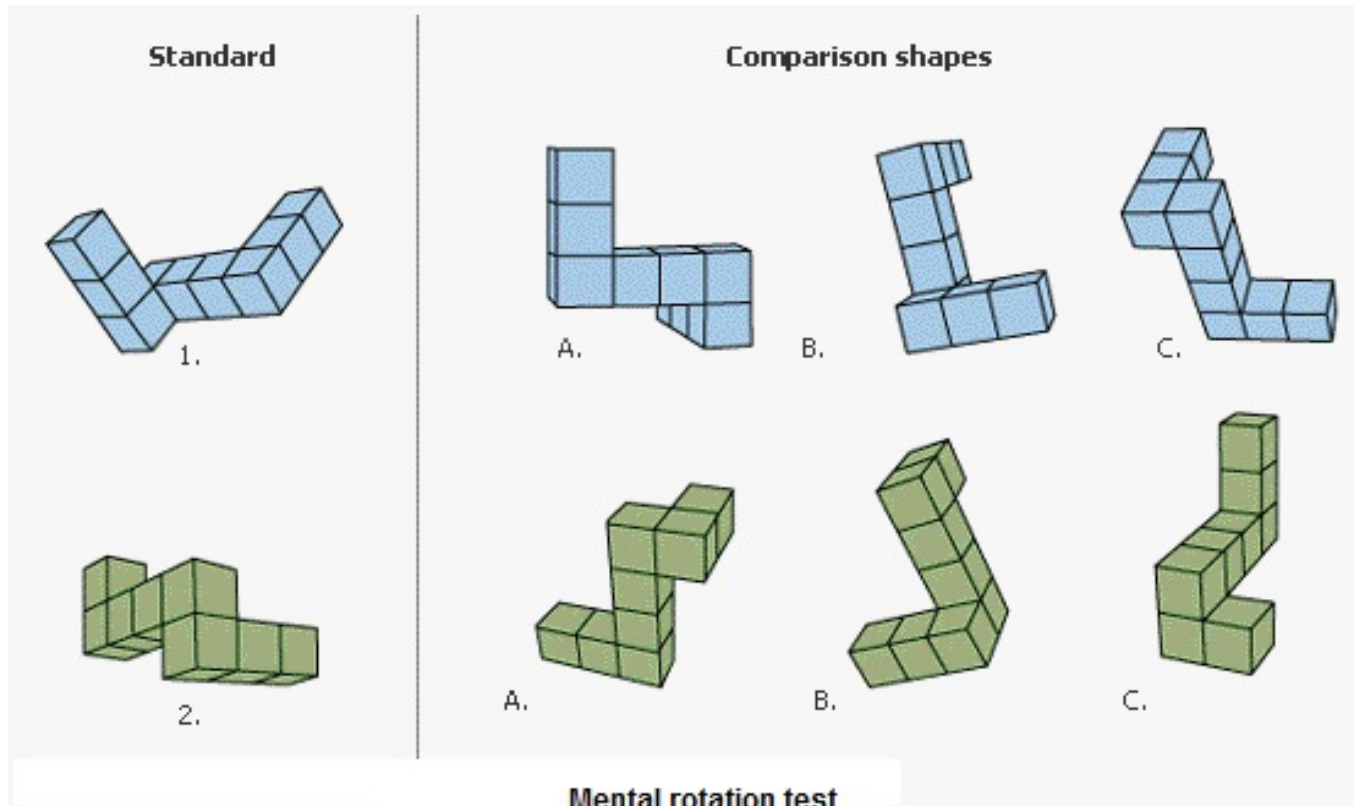 Standard
Comparison shapes
1.
A.
B.
C.
2.
A.
B.
C.
Mental rotation test